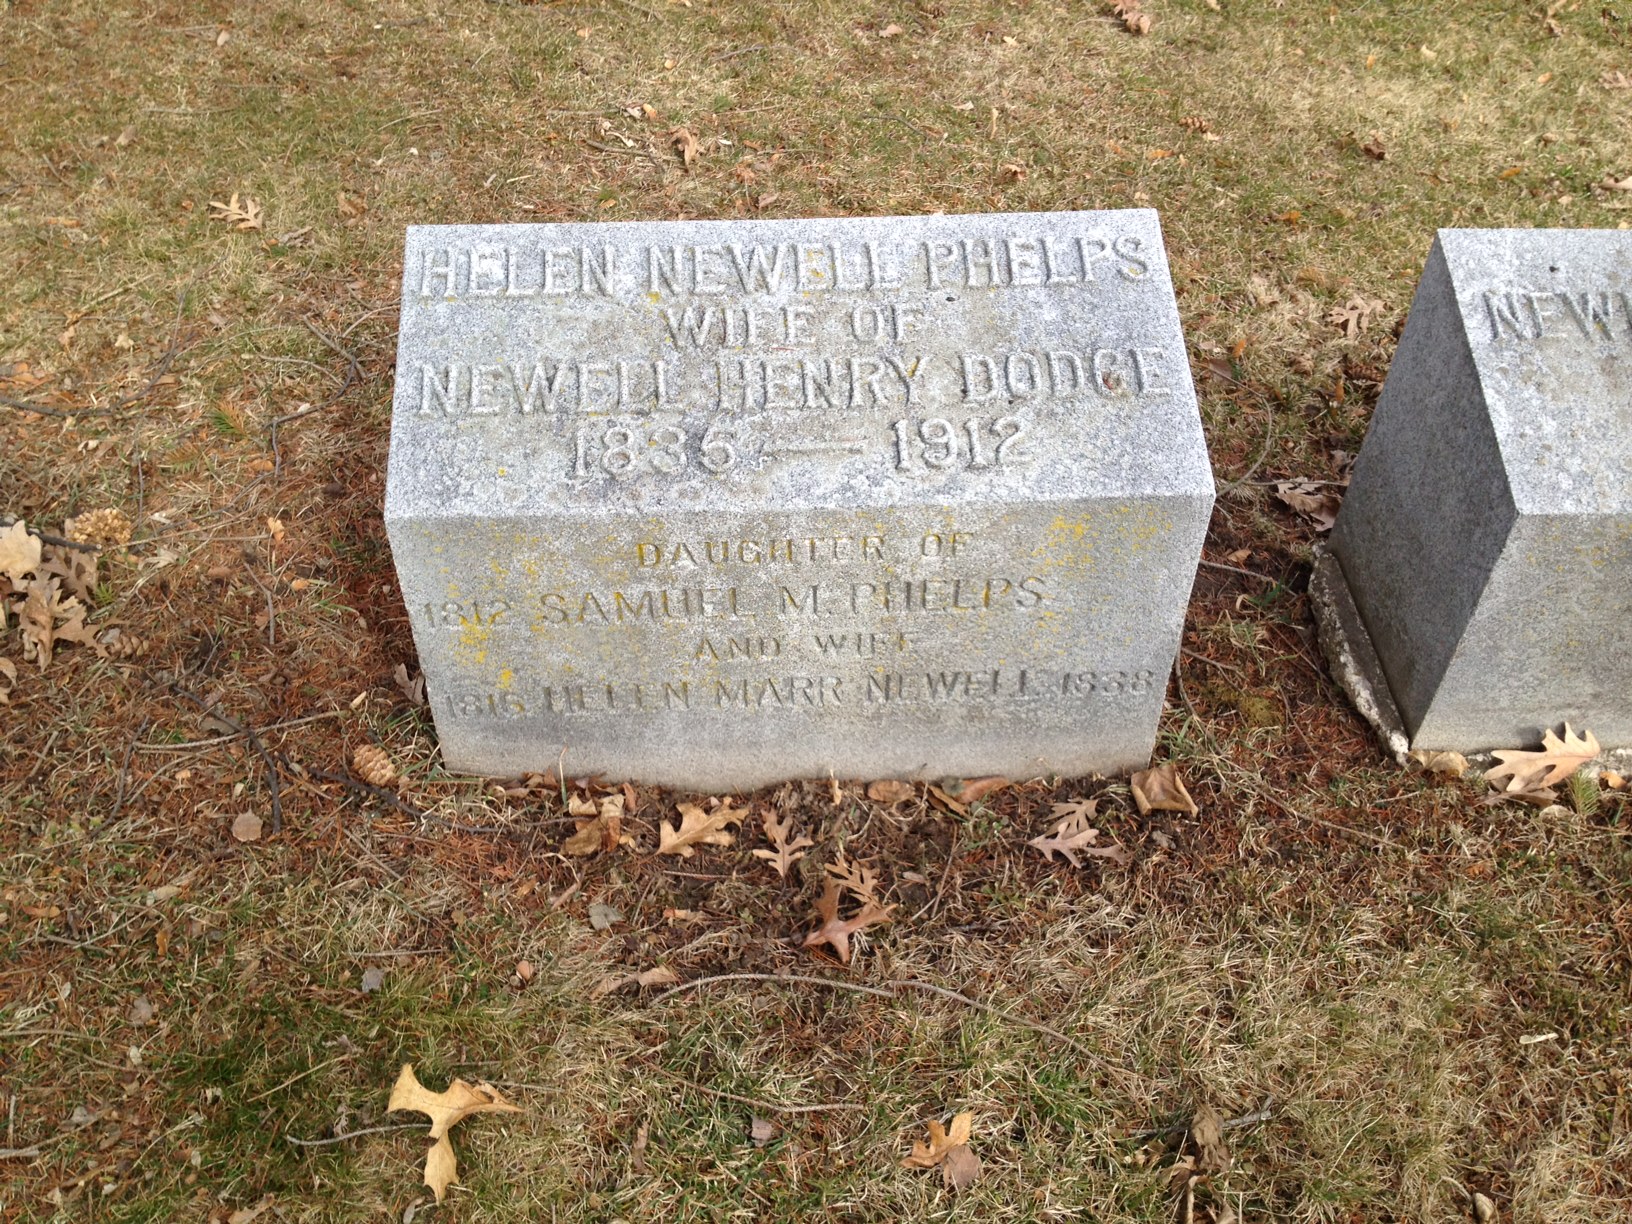 HELEN NEWELL PHELPS
WIFE OF
NEWELL HENRY DODGE
1836 — 1912
DAUGHTER OF
1812 SAMUEL M. PHELPS
AND WIFE
1815 HELEN MARR NEWELL 1838